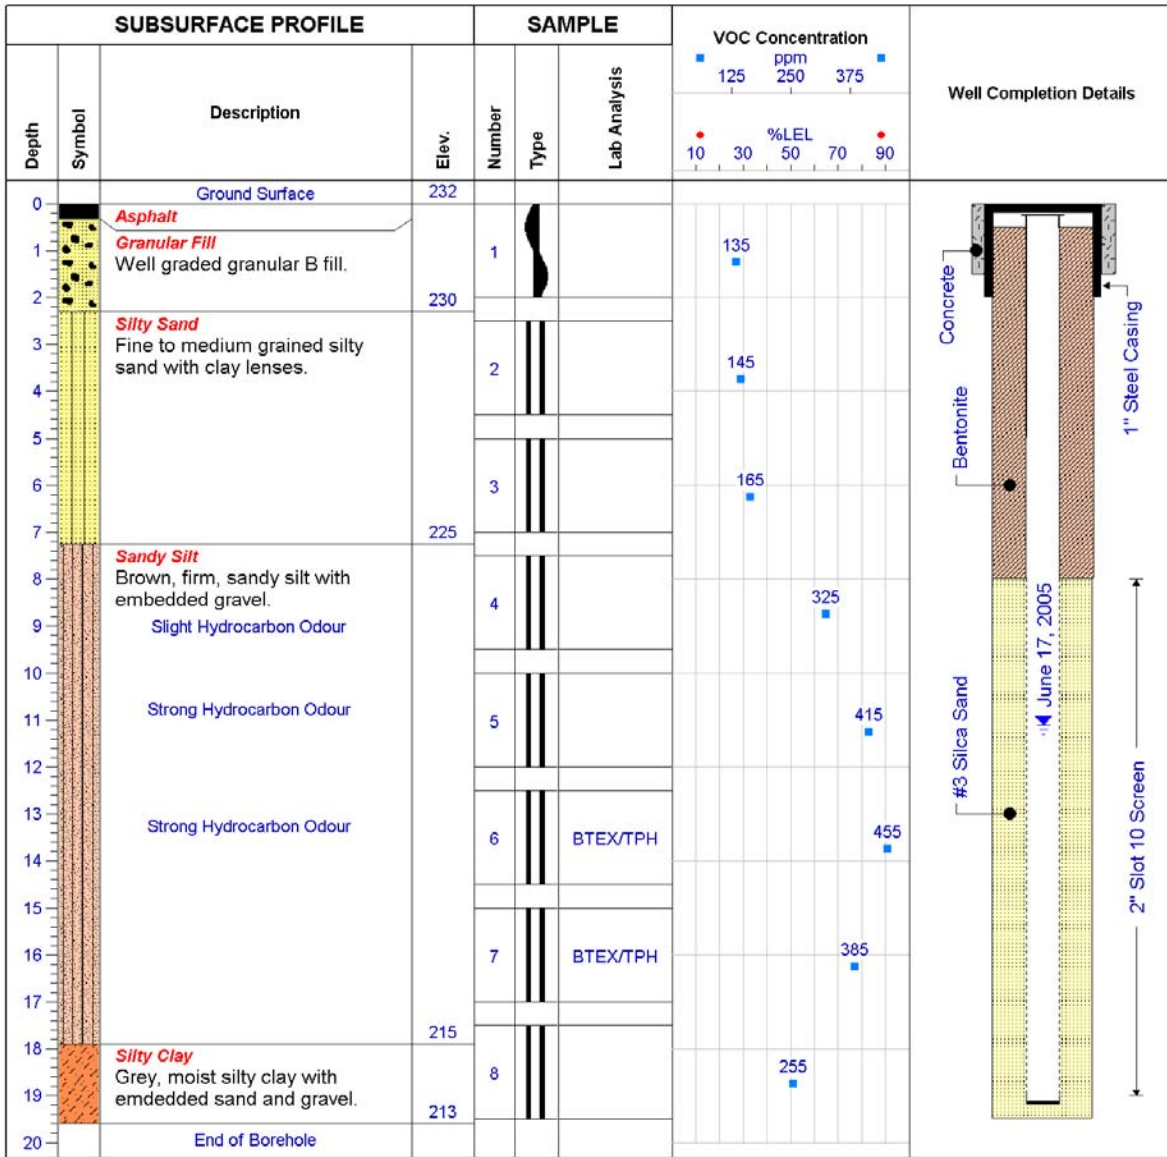 SUBSURFACE PROFILE
SAMPLE
VOC Concentration
ppm
125 250 375
%LEL
10 30 50 70 90
Well Completion Details
Depth
Symbol
Description
Elev.
Number
Type
Lab Analysis
Ground Surface
232
0
Asphalt
Granular Fill
Well graded granular B fill.
1
1
135
2
230
Silty Sand
Fine to medium grained silty
sand with clay lenses.
3
2
145
4
5
6
3
165
7
225
Sandy Silt
Brown, firm, sandy silt with
embedded gravel.
8
4
325
9
Slight Hydrocarbon Odour
10
Strong Hydrocarbon Odour
11
5
415
12
13
Strong Hydrocarbon Odour
6
BTEX/TPH
455
14
15
16
7
BTEX/TPH
385
17
215
18
Silty Clay
Grey, moist silty clay with
emdedded sand and gravel.
8
255
19
213
End of Borehole
20
Concrete
1" Steel Casing
Bentonite
June 17, 2005
#3 Silca Sand
2" Slot 10 Screen